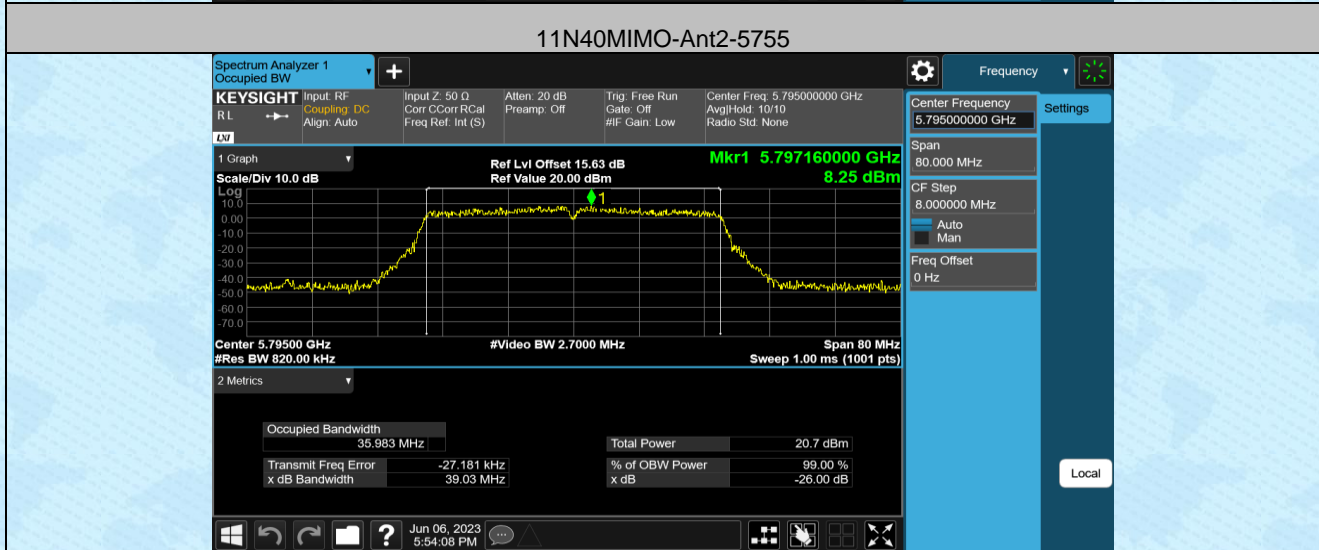 11N40MIMO-Ant2-5755
Spectrum Analyzer 1
Occupied BW
+
Frequency
KEYSIGHT
R L
LXI
Input: RF
Coupling: DC
Align: Auto
Input Z: 50 Ω
Corr CCorr RCal
Freq Ref: Int (S)
Atten: 20 dB
Preamp: Off
Trig: Free Run
Gate: Off
#IF Gain: Low
Center Freq: 5.795000000 GHz
Avg|Hold: 10/10
Radio Std: None
Center Frequency
5.795000000 GHz
Settings
Span
80.000 MHz
CF Step
8.000000 MHz
Auto
Man
Freq Offset
0 Hz
1 Graph
Scale/Div 10.0 dB
Ref Lvl Offset 15.63 dB
Ref Value 20.00 dBm
Mkr1 5.797160000 GHz
8.25 dBm
Log
10.0
0.00
-10.0
-20.0
-30.0
-40.0
-50.0
-60.0
-70.0
1
Center 5.79500 GHz
#Res BW 820.00 kHz
#Video BW 2.7000 MHz
Span 80 MHz
Sweep 1.00 ms (1001 pts)
2 Metrics
Occupied Bandwidth
35.983 MHz
Total Power 20.7 dBm
Transmit Freq Error -27.181 kHz
% of OBW Power 99.00 %
x dB Bandwidth 39.03 MHz
x dB -26.00 dB
Local
?
Jun 06, 2023
5:54:08 PM